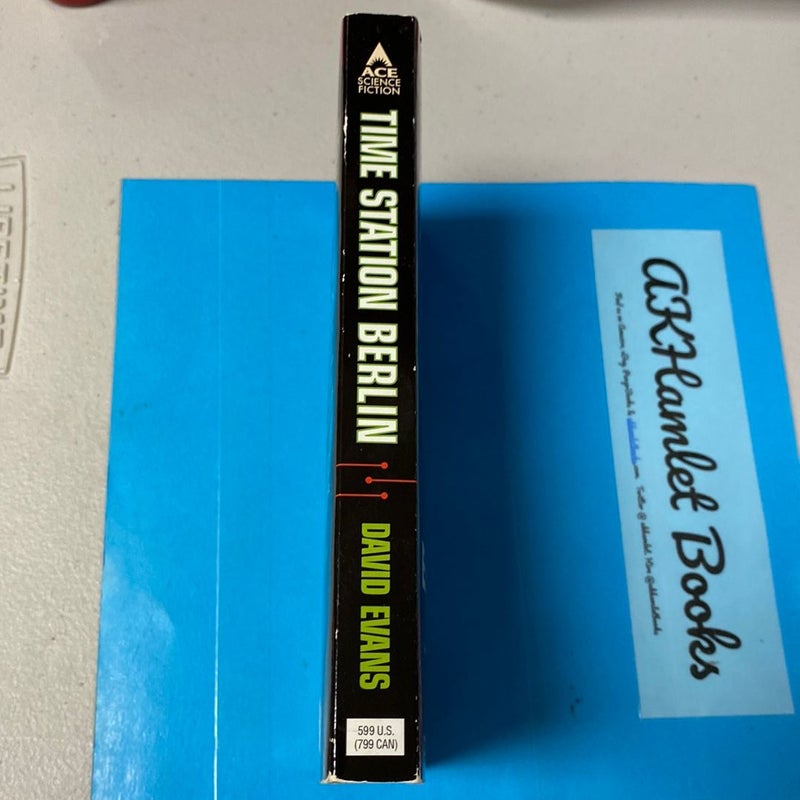 ACE
SCIENCE
FICTION
TIME STATION BERLIN
DAVID EVANS
599 U.S.
(799 CAN)
AKHamlet Books